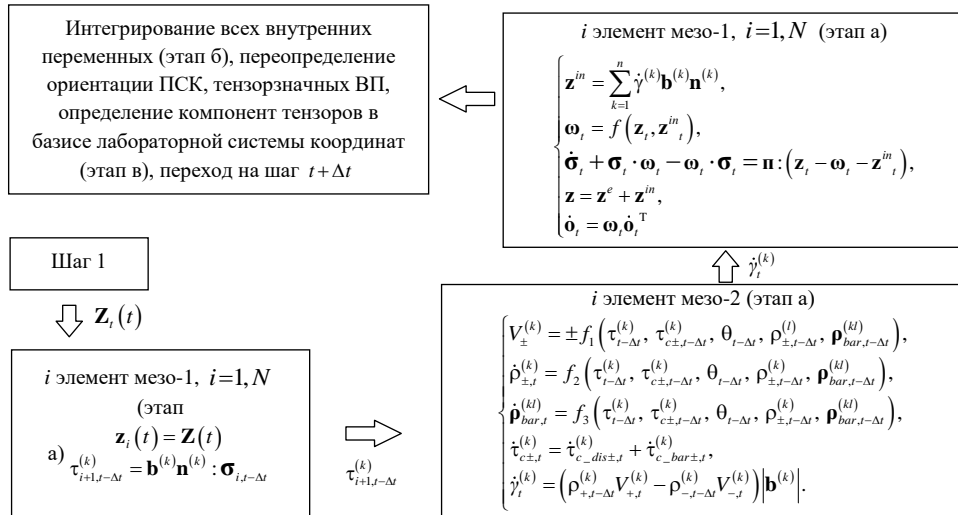 Интегрирование всех внутренних
переменных (этап б), переопределение
ориентации ПСК, тензорзначных ВП,
определение компонент тензоров в
базисе лабораторной системы координат
(этап в), переход на шаг t + Δt
i элемент мезо-1, i=1, N (этап а)
𝐳^{in} = ∑_{k=1}^{n} γ̇^{(k)} 𝐛^{(k)} 𝐧^{(k)},
𝛚_t = f(𝐳_t, 𝐳^{in}_t),
𝛔̇_t + 𝛔_t · 𝛚_t − 𝛚_t · 𝛔_t = 𝐩 : (𝐳_t − 𝛚_t − 𝐳^{in}_t),
𝐳 = 𝐳^e + 𝐳^{in},
𝐨̇_t = 𝛚_t 𝐨̇_t^T
γ̇_t^{(k)}
Шаг 1
𝐙_t(t)
i элемент мезо-1, i=1, N
(этап
𝐳_i(t) = 𝐙(t)
а) τ_{i+1,t−Δt}^{(k)} = 𝐛^{(k)} 𝐧^{(k)} : 𝛔_{i,t−Δt}
τ_{i+1,t−Δt}^{(k)}
i элемент мезо-2 (этап а)
V_±^{(k)} = ±f_1(τ_{t−Δt}^{(k)}, τ_{c±,t−Δt}^{(k)}, θ_{t−Δt}, ρ_{±,t−Δt}^{(l)}, 𝛒_{bar,t−Δt}^{(kl)}),
ρ̇_{±,t}^{(k)} = f_2(τ_{t−Δt}^{(k)}, τ_{c±,t−Δt}^{(k)}, θ_{t−Δt}, ρ_{±,t−Δt}^{(k)}, 𝛒_{bar,t−Δt}^{(kl)}),
𝛒̇_{bar,t}^{(kl)} = f_3(τ_{t−Δt}^{(k)}, τ_{c±,t−Δt}^{(k)}, θ_{t−Δt}, ρ_{±,t−Δt}^{(k)}, 𝛒_{bar,t−Δt}^{(kl)}),
τ̇_{c±,t}^{(k)} = τ̇_{c_dis±,t}^{(k)} + τ̇_{c_bar±,t}^{(k)},
γ̇_t^{(k)} = (ρ_{+,t−Δt}^{(k)} V_{+,t}^{(k)} − ρ_{−,t−Δt}^{(k)} V_{−,t}^{(k)}) |𝐛^{(k)}|.